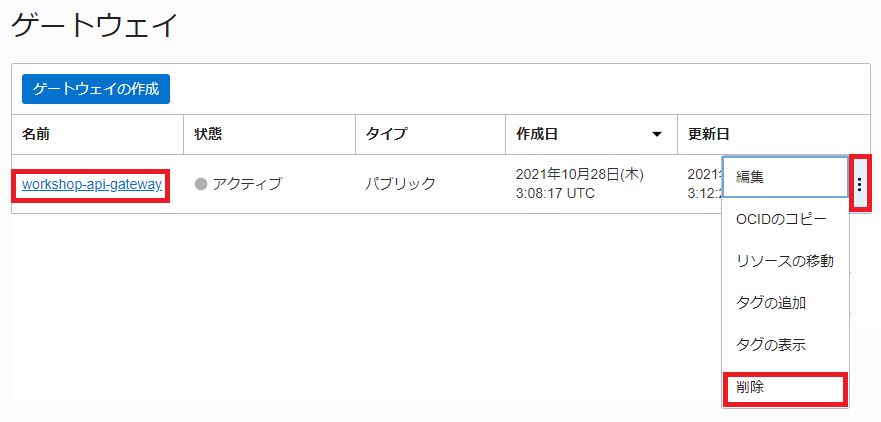 ゲートウェイ
ゲートウェイの作成
名前 状態 タイプ 作成日 更新日
workshop-api-gateway アクティブ パブリック 2021年10月28日(木) 2021
3:08:17 UTC 3:12:2
編集
OCIDのコピー
リソースの移動
タグの追加
タグの表示
削除